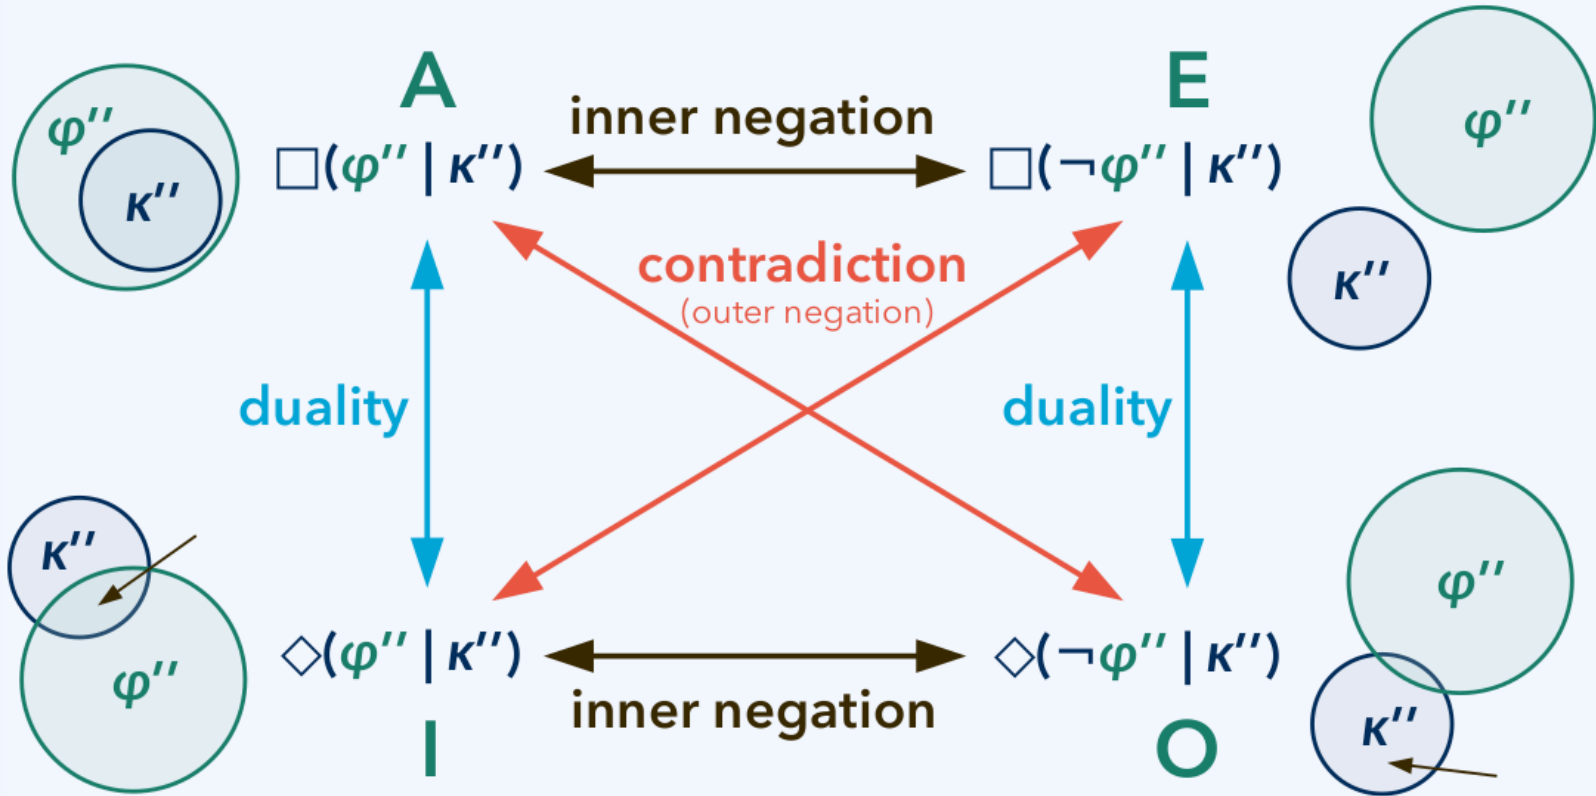 A
E
inner negation
□(φ′′ | κ′′)
□(¬φ′′ | κ′′)
φ′′
κ′′
φ′′
κ′′
contradiction
(outer negation)
duality
duality
κ′′
φ′′
φ′′
κ′′
◇(φ′′ | κ′′)
◇(¬φ′′ | κ′′)
inner negation
I
O